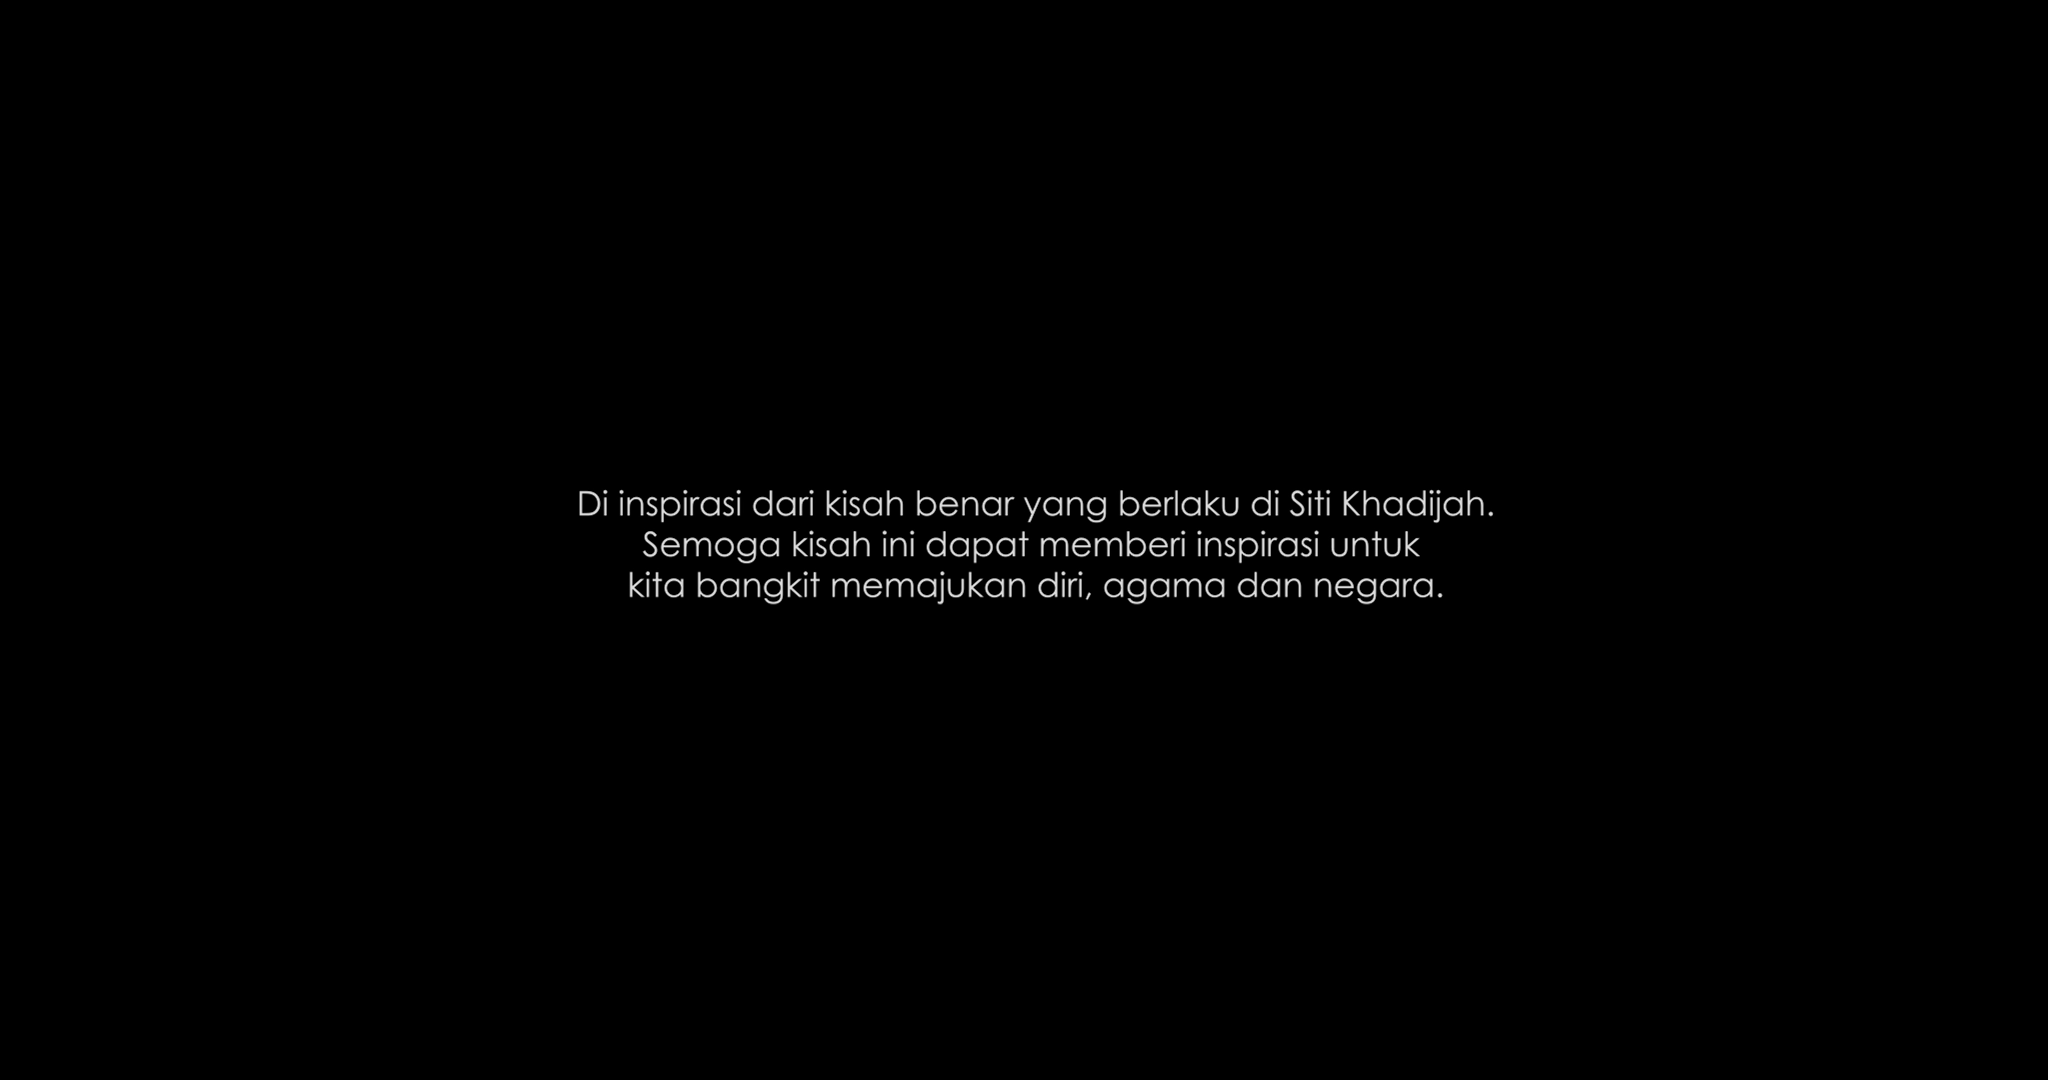 Di inspirasi dari kisah benar yang berlaku di Siti Khadijah.
Semoga kisah ini dapat memberi inspirasi untuk
kita bangkit memajukan diri, agama dan negara.